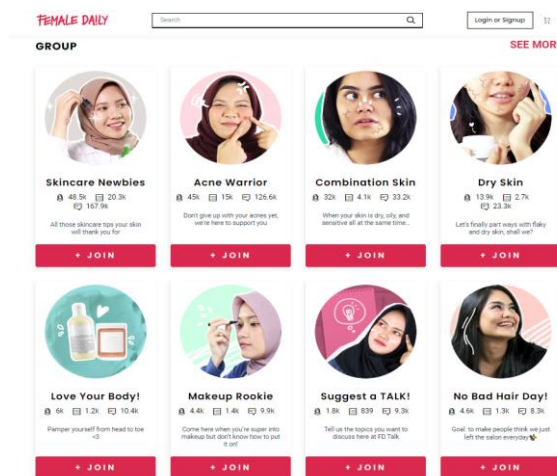 FEMALE DAILY
Search
Login or Signup
GROUP
SEE MOR
Skincare Newbies
48.5k 20.3k
167.9k
All those skincare tips your skin
will thank you for
+ JOIN
Acne Warrior
45k 15k 126.6k
Don't give up with your acnes yet,
we're here to support you
+ JOIN
Combination Skin
32k 4.1k 33.2k
When your skin is dry, oily, and
sensitive all at the same time..
+ JOIN
Dry Skin
13.9k 2.7k
23.3k
Let's finally part ways with flaky
and dry skin, shall we?
+ JOIN
Love Your Body!
6k 1.2k 10.4k
Pamper yourself from head to toe
<3
+ JOIN
Makeup Rookie
4.4k 1.4k 9.9k
Come here when you're super into
makeup but don't know how to put
it on!
+ JOIN
Suggest a TALK!
1.8k 839 9.3k
Tell us the topics you want to
discuss here at FD Talk
+ JOIN
No Bad Hair Day!
4.6k 1.3k 8.3k
Goal: to make people think we just
left the salon everyday
+ JOIN